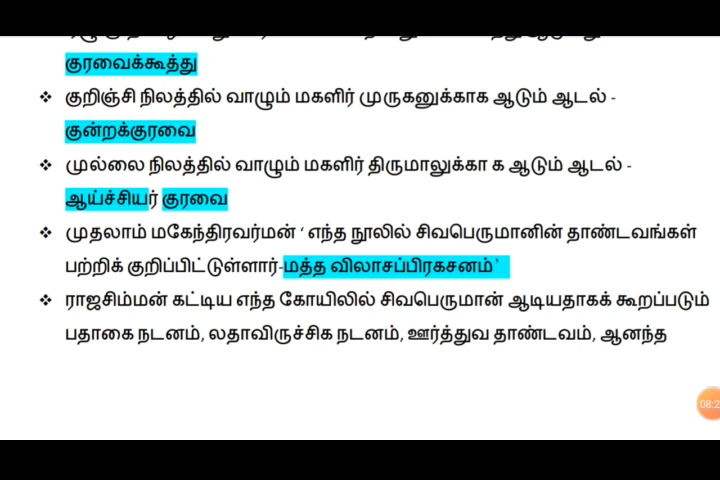 குரவைக்கூத்து
❖ குறிஞ்சி நிலத்தில் வாழும் மகளிர் முருகனுக்காக ஆடும் ஆடல் -
குன்றக்குரவை
❖ முல்லை நிலத்தில் வாழும் மகளிர் திருமாலுக்கா க ஆடும் ஆடல் -
ஆய்ச்சியர் குரவை
❖ முதலாம் மகேந்திரவர்மன் ‘ எந்த நூலில் சிவபெருமானின் தாண்டவங்கள்
பற்றிக் குறிப்பிட்டுள்ளார்-மத்த விலாசப்பிரகசனம்’
❖ ராஜசிம்மன் கட்டிய எந்த கோயிலில் சிவபெருமான் ஆடியதாகக் கூறப்படும்
பதாகை நடனம், லதாவிருச்சிக நடனம், ஊர்த்துவ தாண்டவம், ஆனந்த
08:2